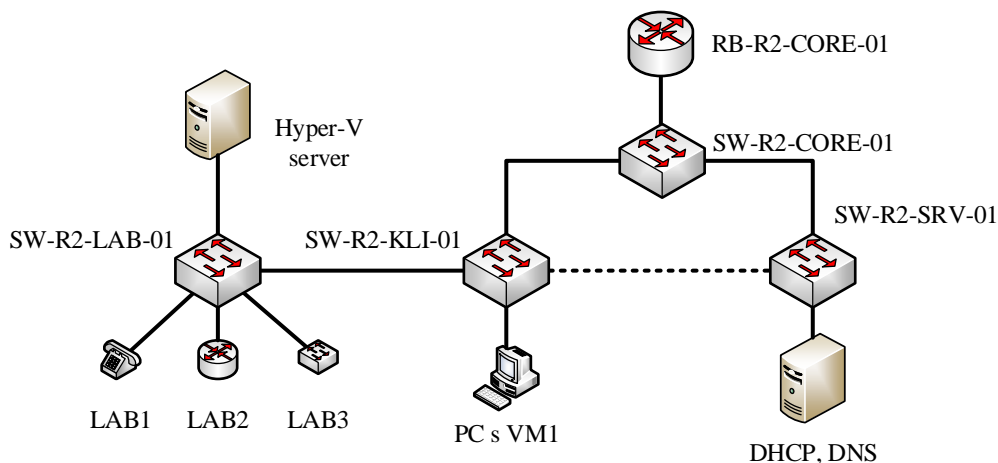 RB-R2-CORE-01
Hyper-V
server
SW-R2-CORE-01
SW-R2-LAB-01
SW-R2-KLI-01
SW-R2-SRV-01
LAB1
LAB2
LAB3
PC s VM1
DHCP, DNS